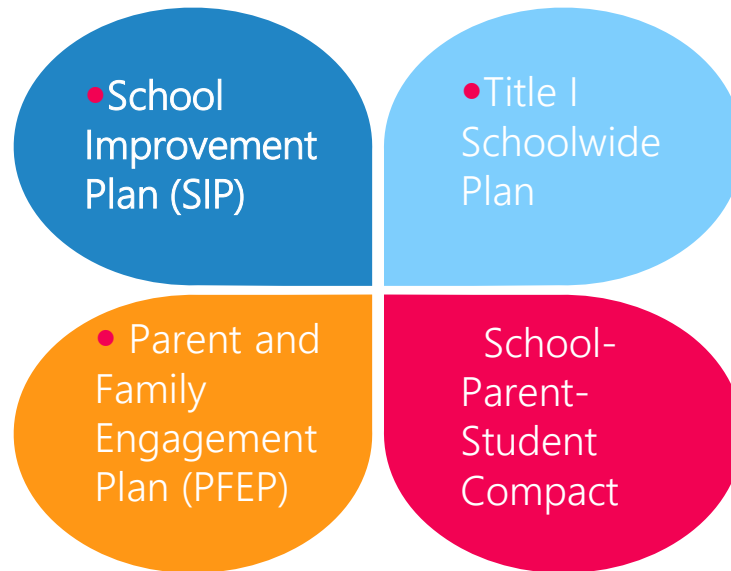 •School
Improvement
Plan (SIP)
•Title I
Schoolwide
Plan
• Parent and
Family
Engagement
Plan (PFEP)
School-
Parent-
Student
Compact